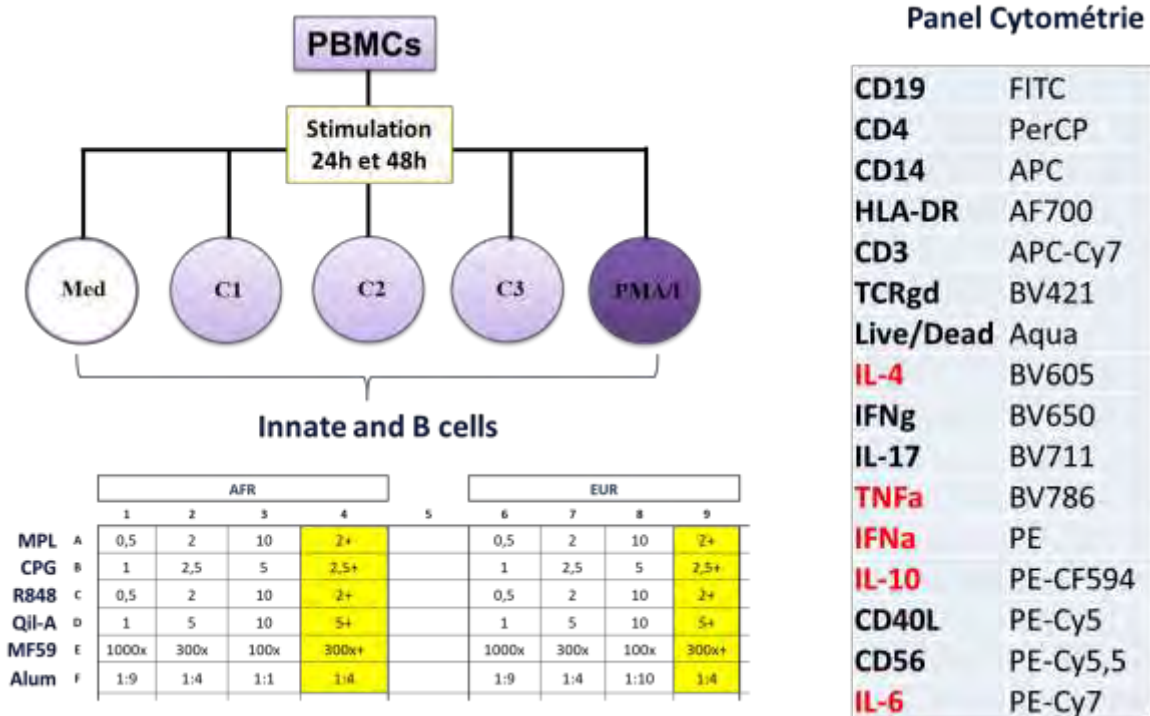 PBMCs
Stimulation
24h et 48h
Med
C1
C2
C3
PMA/I
Innate and B cells
AFR EUR
1 2 3 4 5 6 7 8 9
MPL A 0,5 2 10 2+ 0,5 2 10 2+
CPG B 1 2,5 5 2,5+ 1 2,5 5 2,5+
R848 C 0,5 2 10 2+ 0,5 2 10 2+
Qil-A D 1 5 10 5+ 1 5 10 5+
MF59 E 1000x 300x 100x 300x+ 1000x 300x 100x 300x+
Alum F 1:9 1:4 1:1 1:4 1:9 1:4 1:10 1:4
Panel Cytométrie
CD19 FITC
CD4 PerCP
CD14 APC
HLA-DR AF700
CD3 APC-Cy7
TCRgd BV421
Live/Dead Aqua
IL-4 BV605
IFNg BV650
IL-17 BV711
TNFa BV786
IFNa PE
IL-10 PE-CF594
CD40L PE-Cy5
CD56 PE-Cy5,5
IL-6 PE-Cy7